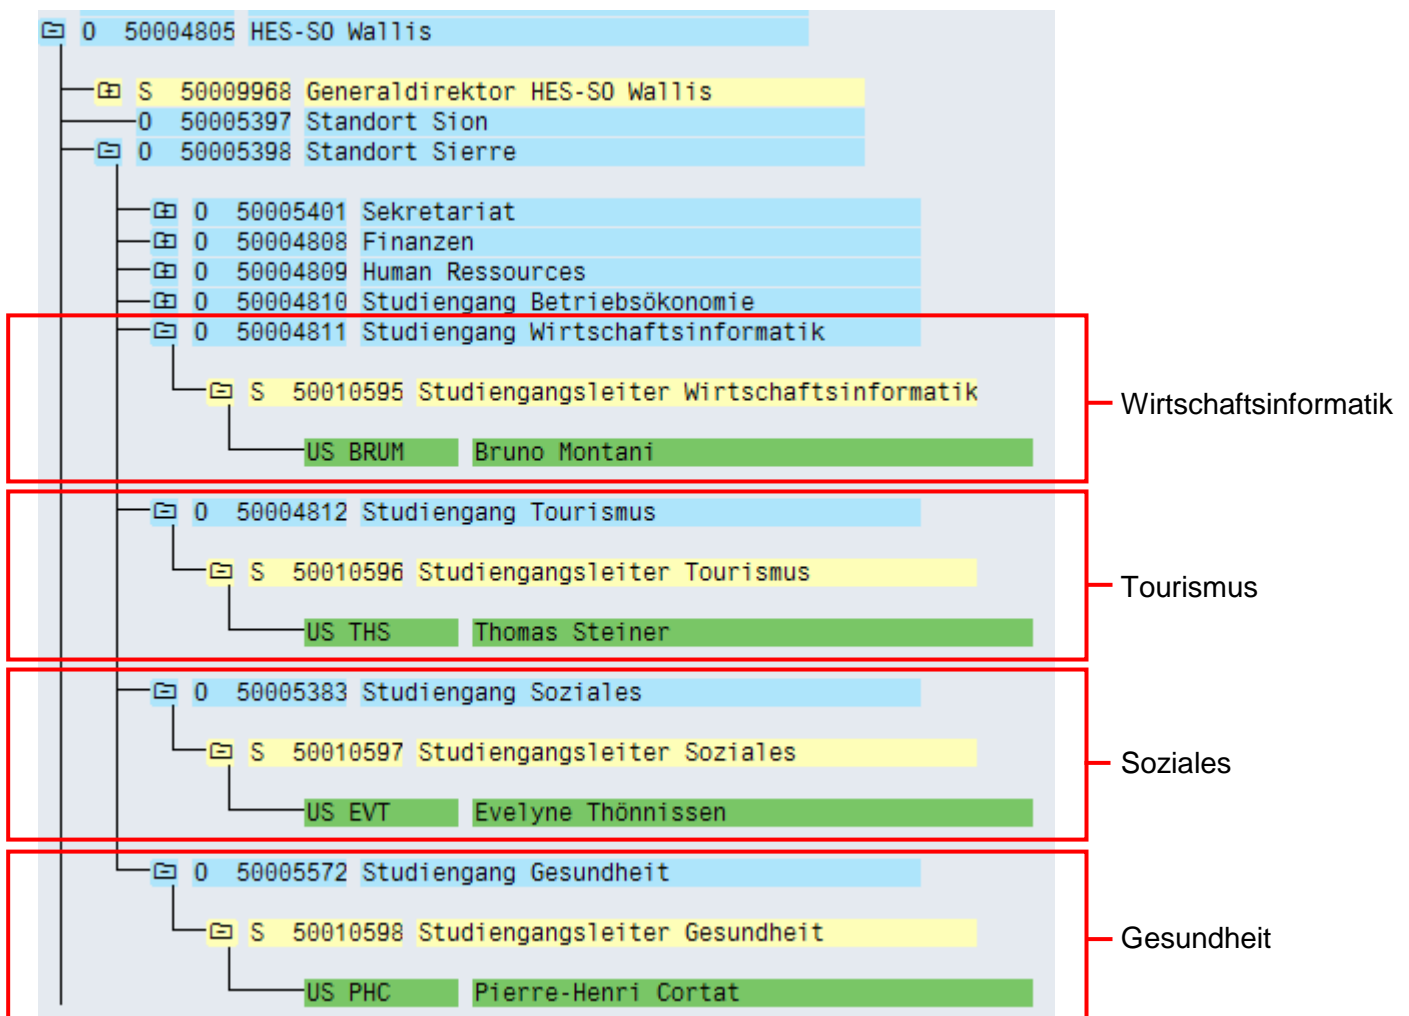 O 50004805 HES-SO Wallis
S 50009968 Generaldirektor HES-SO Wallis
O 50005397 Standort Sion
O 50005398 Standort Sierre
O 50005401 Sekretariat
O 50004808 Finanzen
O 50004809 Human Ressources
O 50004810 Studiengang Betriebsökonomie
O 50004811 Studiengang Wirtschaftsinformatik
S 50010595 Studiengangsleiter Wirtschaftsinformatik
Wirtschaftsinformatik
US BRUM Bruno Montani
O 50004812 Studiengang Tourismus
S 50010596 Studiengangsleiter Tourismus
Tourismus
US THS Thomas Steiner
O 50005383 Studiengang Soziales
S 50010597 Studiengangsleiter Soziales
Soziales
US EVT Evelyne Thönnissen
O 50005572 Studiengang Gesundheit
S 50010598 Studiengangsleiter Gesundheit
Gesundheit
US PHC Pierre-Henri Cortat